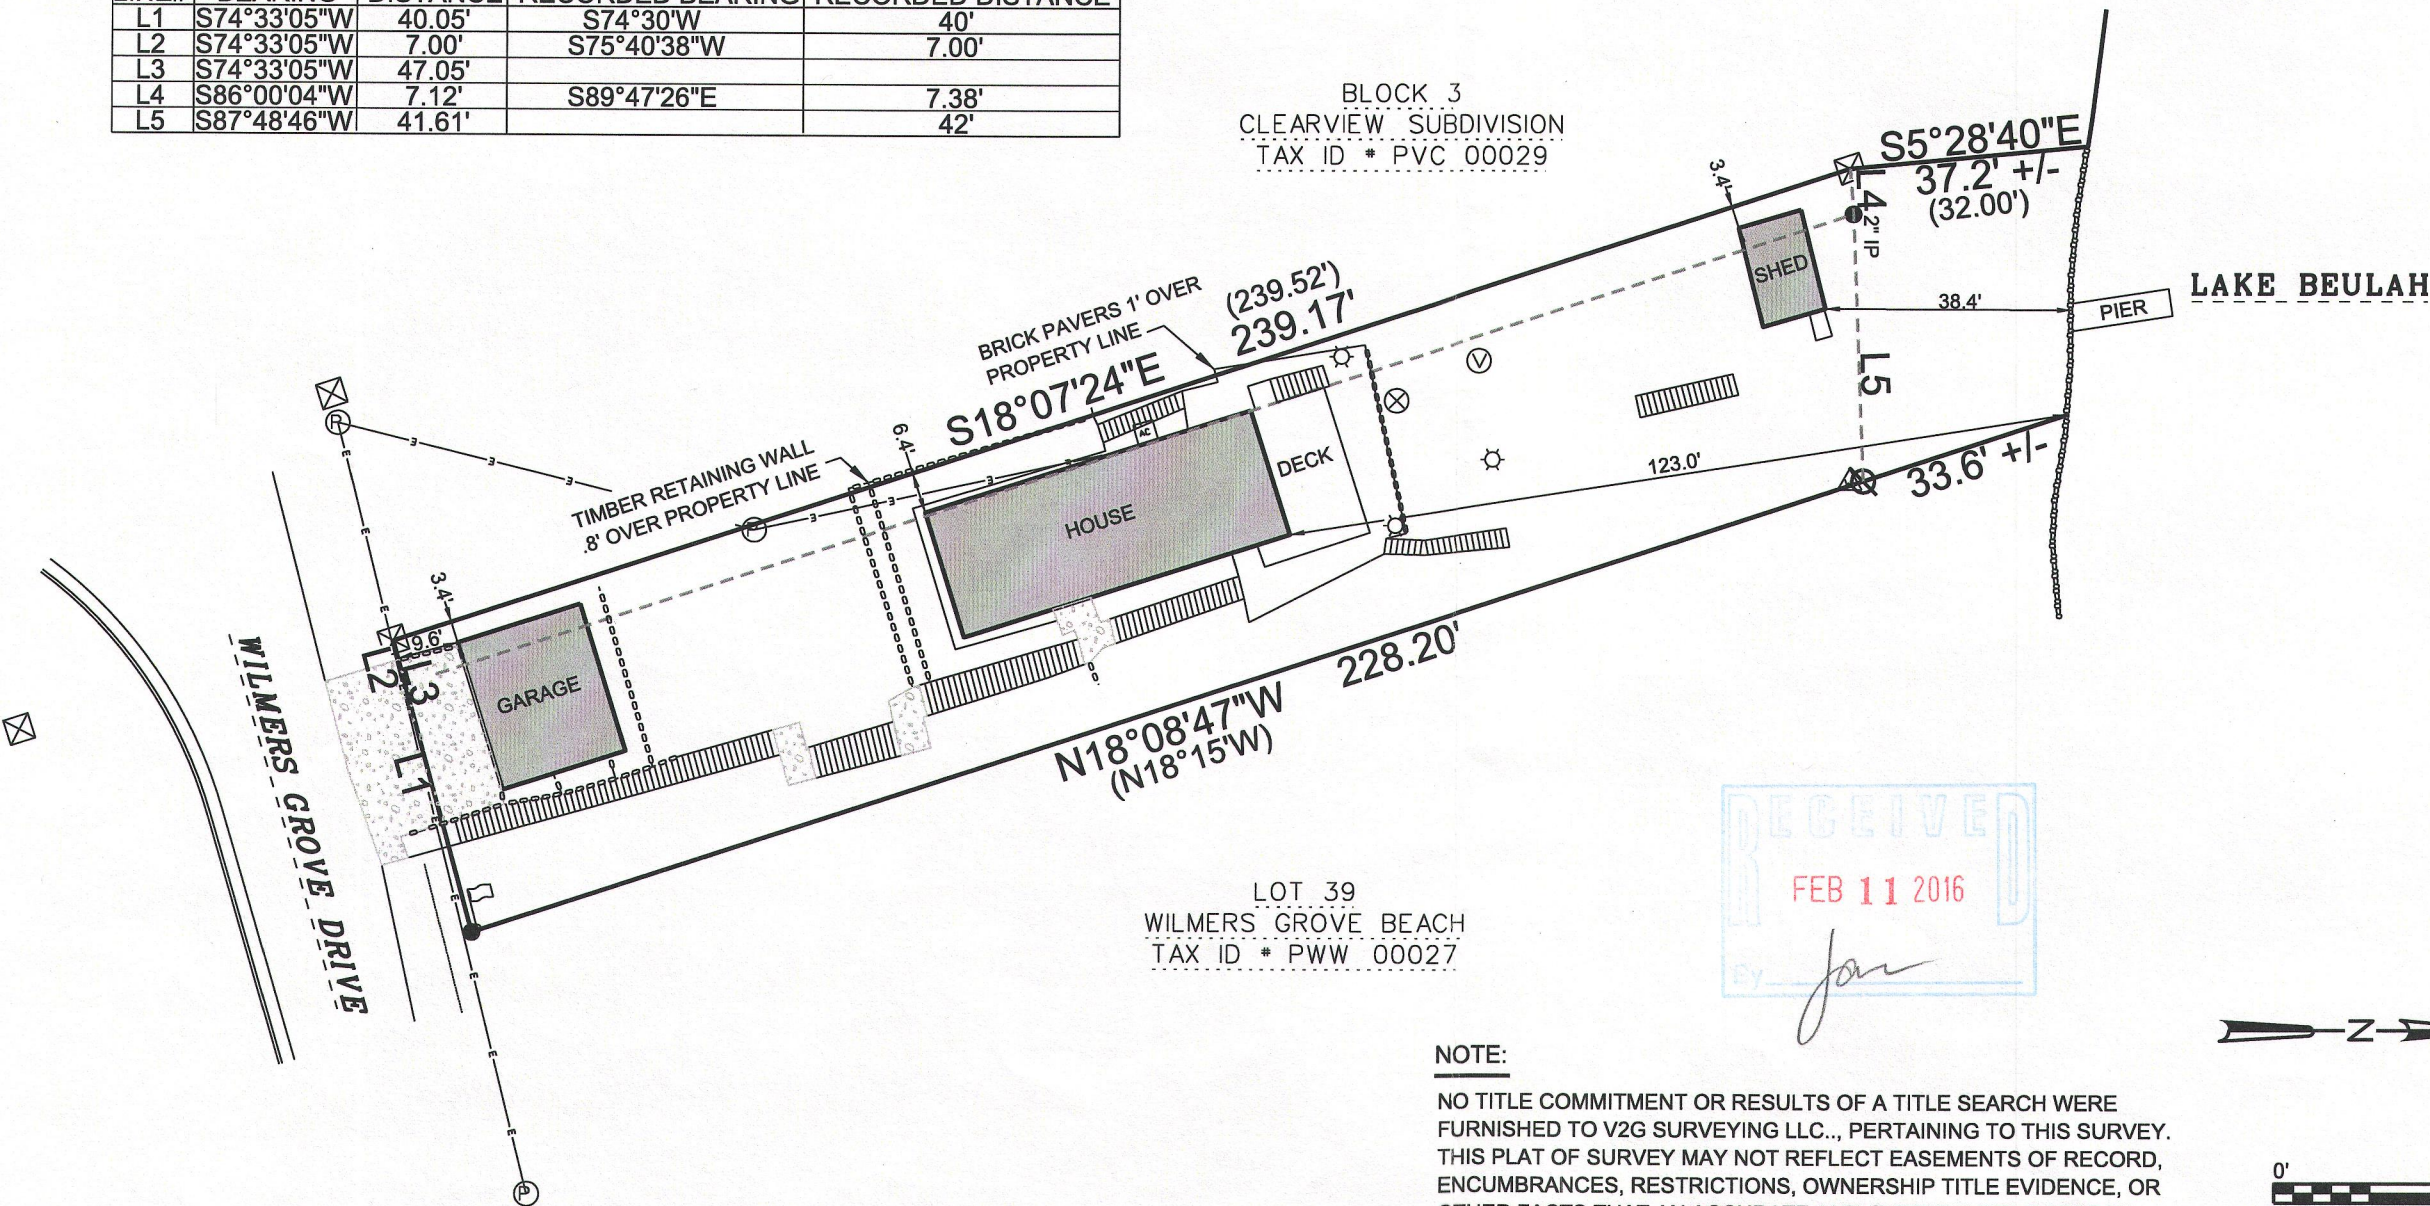 L1 S74°33'05"W 40.05' S74°30'W 40'
L2 S74°33'05"W 7.00' S75°40'38"W 7.00'
L3 S74°33'05"W 47.05'
L4 S86°00'04"W 7.12' S89°47'26"E 7.38'
L5 S87°48'46"W 41.61' 42'
BLOCK 3
CLEARVIEW SUBDIVISION
TAX ID # PVC 00029
S5°28'40"E
37.2' +/-
(32.00')
3.4'
L4
2" IP
SHED
LAKE BEULAH
38.4'
PIER
L5
BRICK PAVERS 1' OVER
PROPERTY LINE
(239.52')
239.17'
S18°07'24"E
6.4'
AC
TIMBER RETAINING WALL
.8' OVER PROPERTY LINE
HOUSE
DECK
V
123.0'
33.6' +/-
P
P
E
E
E
E
E
E
E
E
E
3.4'
9.6'
L2
L3
L1
GARAGE
WILMERS GROVE DRIVE
228.20'
N18°08'47"W
(N18°15'W)
E
E
E
E
E
P
LOT 39
WILMERS GROVE BEACH
TAX ID # PWW 00027
RECEIVED
FEB 11 2016
By
N
NOTE:
NO TITLE COMMITMENT OR RESULTS OF A TITLE SEARCH WERE
FURNISHED TO V2G SURVEYING LLC.., PERTAINING TO THIS SURVEY.
THIS PLAT OF SURVEY MAY NOT REFLECT EASEMENTS OF RECORD,
ENCUMBRANCES, RESTRICTIONS, OWNERSHIP TITLE EVIDENCE, OR
0'